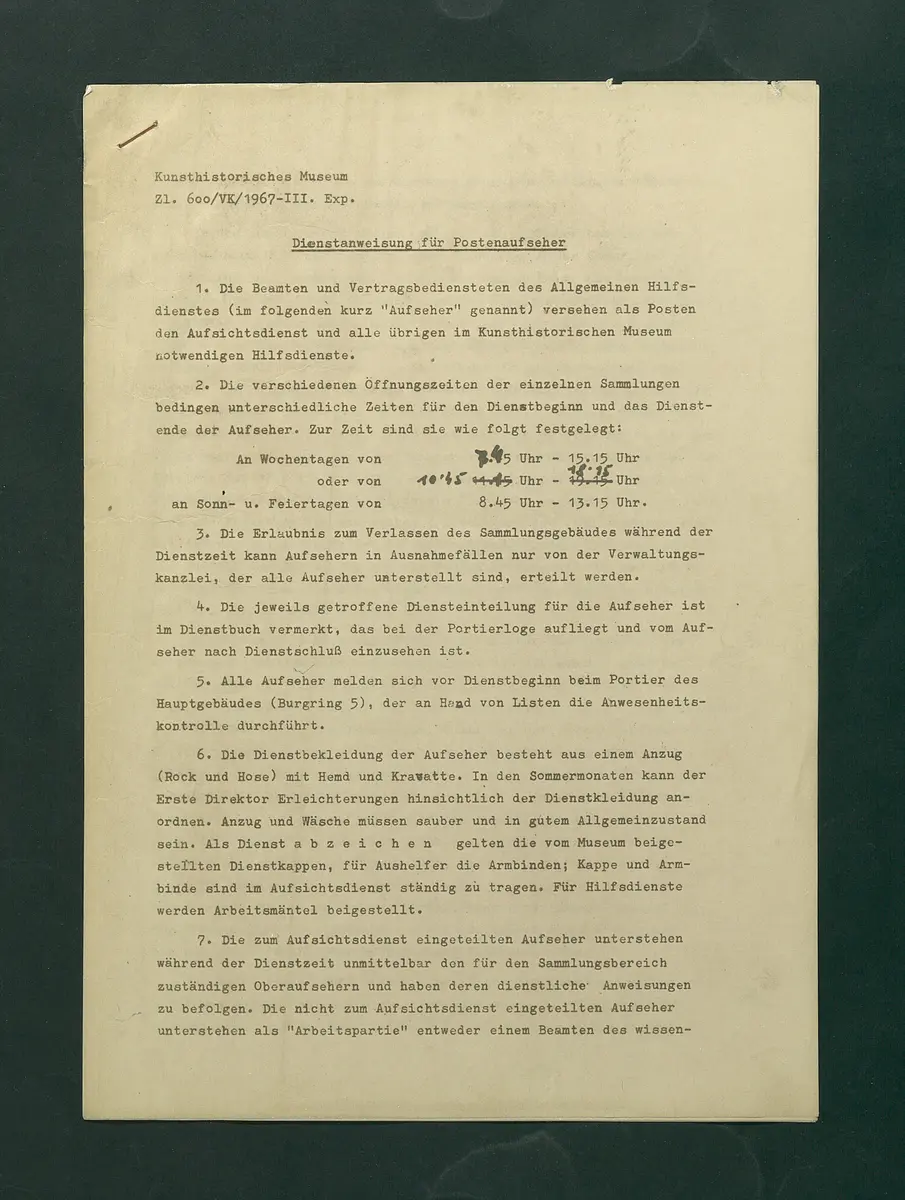 Kunsthistorisches Museum
Zl. 6oo/VK/1967-III. Exp.
Dienstanweisung für Postenaufseher
1. Die Beamten und Vertragsbediensteten des Allgemeinen Hilfs-
dienstes (im folgenden kurz "Aufseher" genannt) versehen als Posten
den Aufsichtsdienst und alle übrigen im Kunsthistorischen Museum
notwendigen Hilfsdienste.
2. Die verschiedenen Öffnungszeiten der einzelnen Sammlungen
bedingen unterschiedliche Zeiten für den Dienstbeginn und das Dienst-
ende der Aufseher. Zur Zeit sind sie wie folgt festgelegt:
An Wochentagen von Uhr - 15.15 Uhr
oder von 10'45 Uhr - 18.15 Uhr
an Sonn- u. Feiertagen von 8.45 Uhr - 13.15 Uhr.
3. Die Erlaubnis zum Verlassen des Sammlungsgebäudes während der
Dienstzeit kann Aufsehern in Ausnahmefällen nur von der Verwaltungs-
kanzlei, der alle Aufseher unterstellt sind, erteilt werden.
4. Die jeweils getroffene Diensteinteilung für die Aufseher ist
im Dienstbuch vermerkt, das bei der Portierloge aufliegt und vom Auf-
seher nach Dienstschluß einzusehen ist.
5. Alle Aufseher melden sich vor Dienstbeginn beim Portier des
Hauptgebäudes (Burgring 5), der an Hand von Listen die Anwesenheits-
kontrolle durchführt.
6. Die Dienstbekleidung der Aufseher besteht aus einem Anzug
(Rock und Hose) mit Hemd und Krawatte. In den Sommermonaten kann der
Erste Direktor Erleichterungen hinsichtlich der Dienstkleidung an-
ordnen. Anzug und Wäsche müssen sauber und in gutem Allgemeinzustand
sein. Als Dienst a b z e i c h e n gelten die vom Museum beige-
stellten Dienstkappen, für Aushelfer die Armbinden; Kappe und Arm-
binde sind im Aufsichtsdienst ständig zu tragen. Für Hilfsdienste
werden Arbeitsmäntel beigestellt.
7. Die zum Aufsichtsdienst eingeteilten Aufseher unterstehen
während der Dienstzeit unmittelbar den für den Sammlungsbereich
zuständigen Oberaufsehern und haben deren dienstliche Anweisungen
zu befolgen. Die nicht zum Aufsichtsdienst eingeteilten Aufseher
unterstehen als "Arbeitspartie" entweder einem Beamten des wissen-